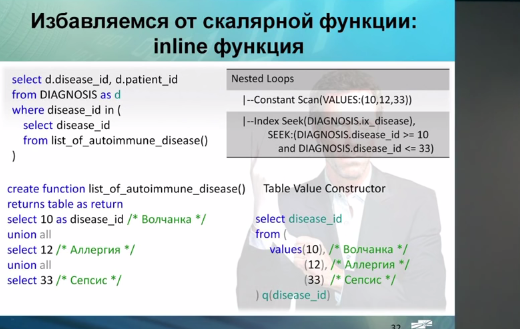 Избавляемся от скалярной функции:
inline функция
select d.disease_id, d.patient_id
from DIAGNOSIS as d
where disease_id in (
select disease_id
from list_of_autoimmune_disease()
)
Nested Loops
|--Constant Scan(VALUES:(10,12,33))
|--Index Seek(DIAGNOSIS.ix_disease),
SEEK:(DIAGNOSIS.disease_id >= 10
and DIAGNOSIS.disease_id <= 33)
create function list_of_autoimmune_disease()
returns table as return
select 10 as disease_id /* Волчанка */
union all
select 12 /* Аллергия */
union all
select 33 /* Сепсис */
Table Value Constructor
select disease_id
from (
values(10), /* Волчанка */
(12), /* Аллергия */
(33) /* Сепсис */
) q(disease_id)
32